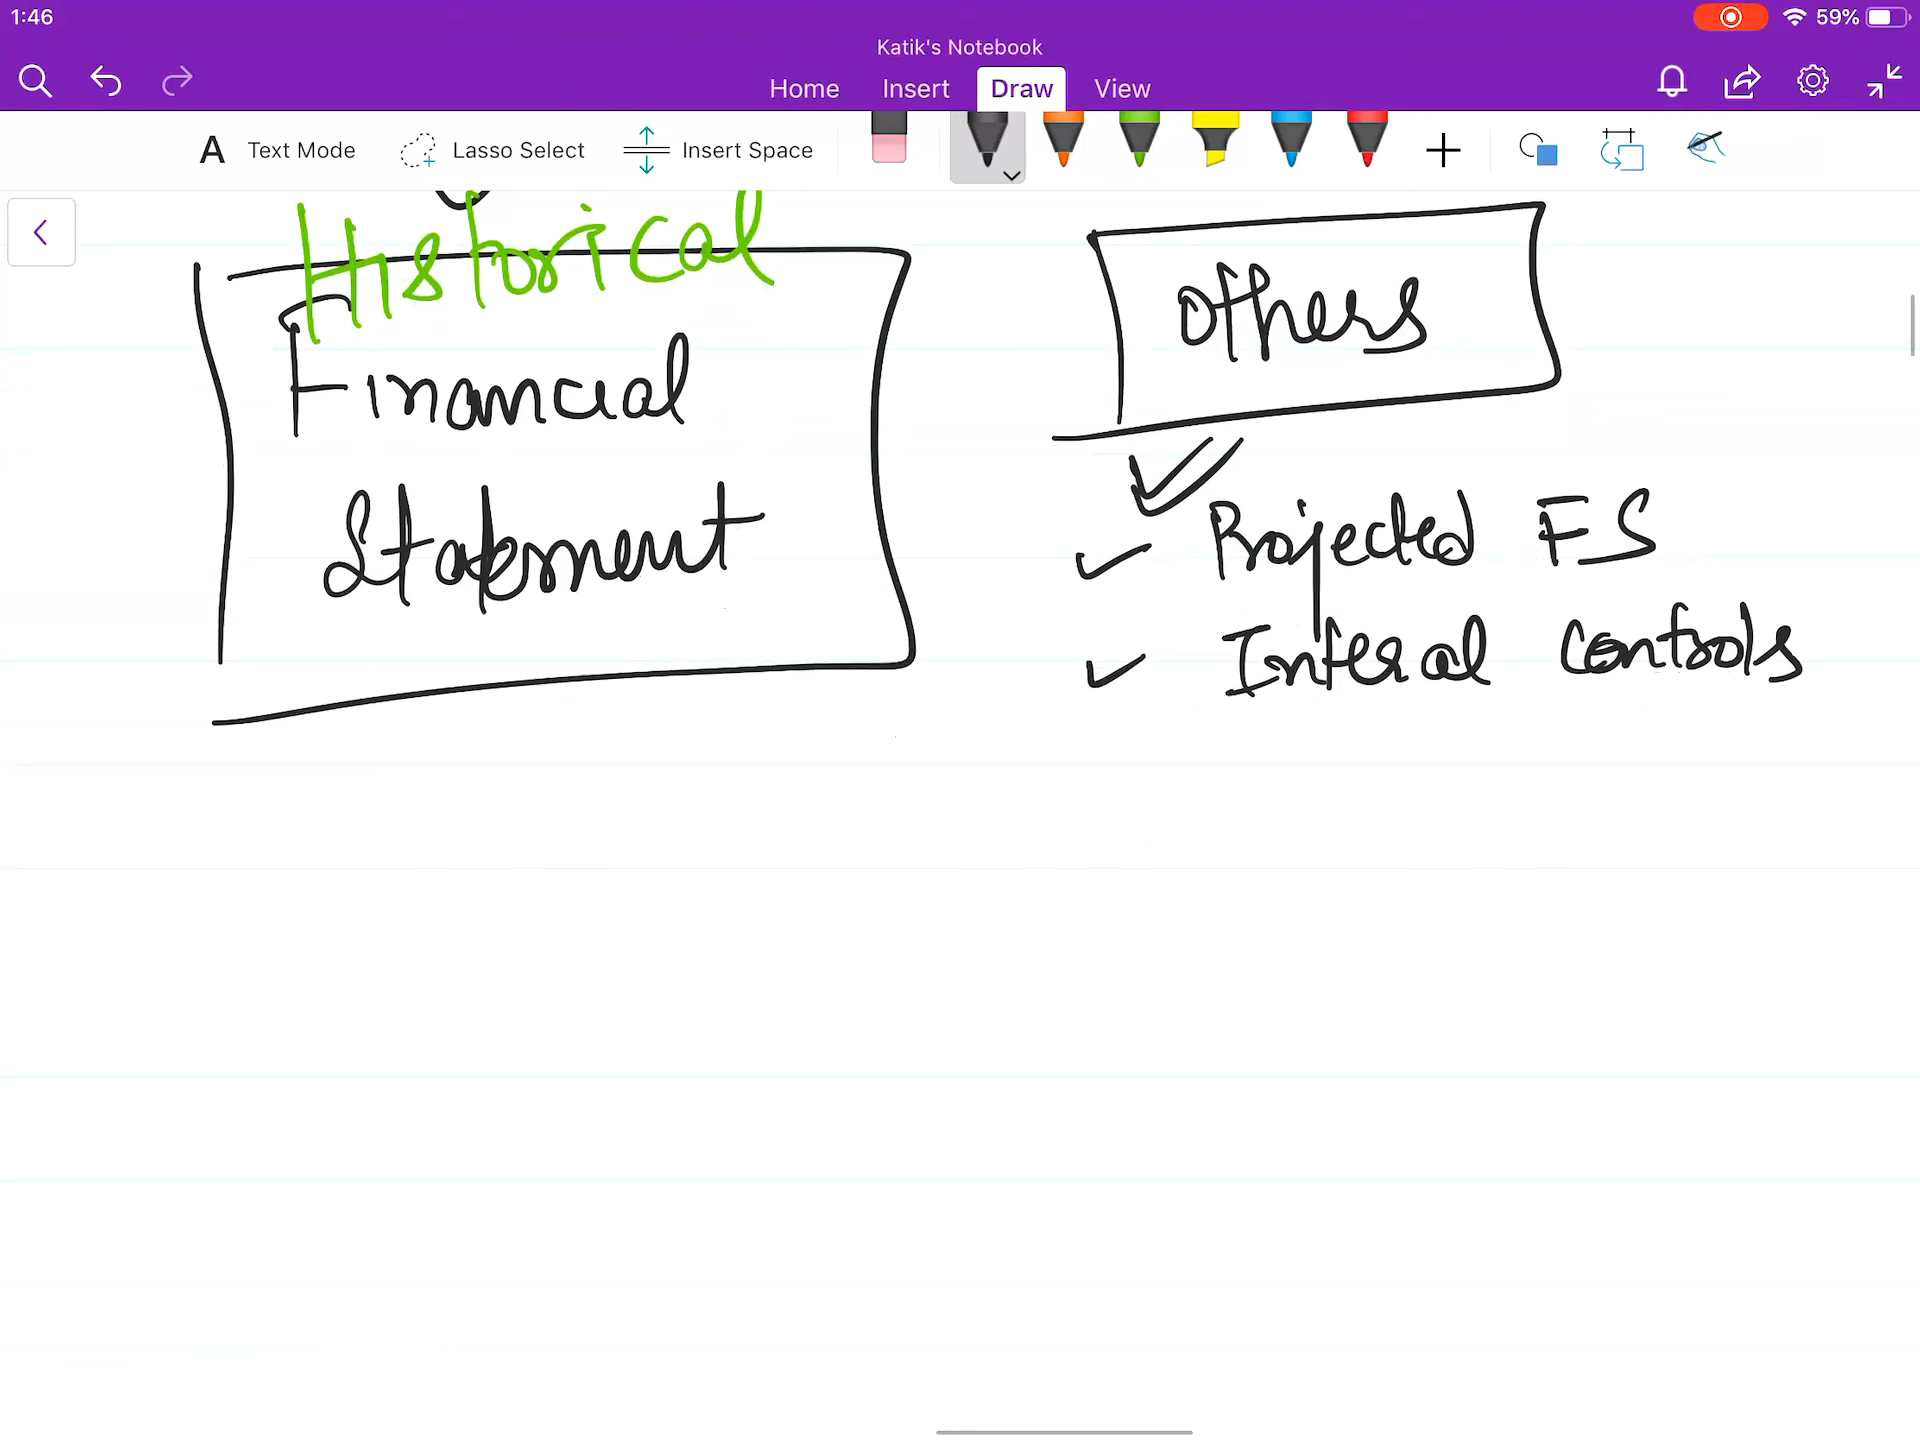 1:46
59%
Katik's Notebook
Home Insert Draw View
A Text Mode Lasso Select Insert Space
Historical
Financial
Statement
Others
Projected FS
Interal controls